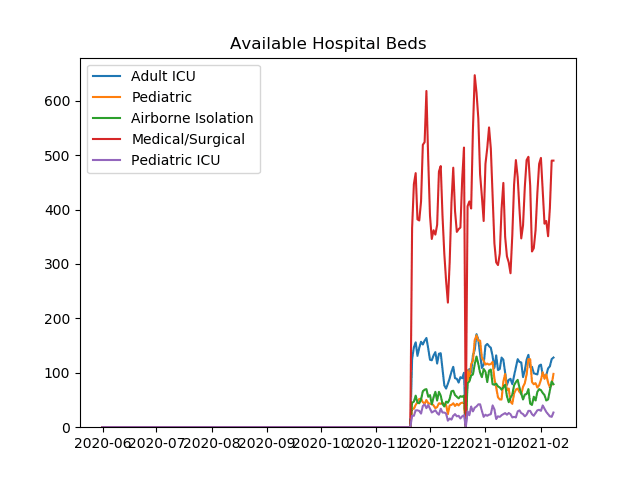 Available Hospital Beds
Adult ICU
Pediatric
Airborne Isolation
Medical/Surgical
Pediatric ICU
600
500
400
300
200
100
0
2020-06 2020-07 2020-08 2020-09 2020-10 2020-11 2020-12 2021-01 2021-02